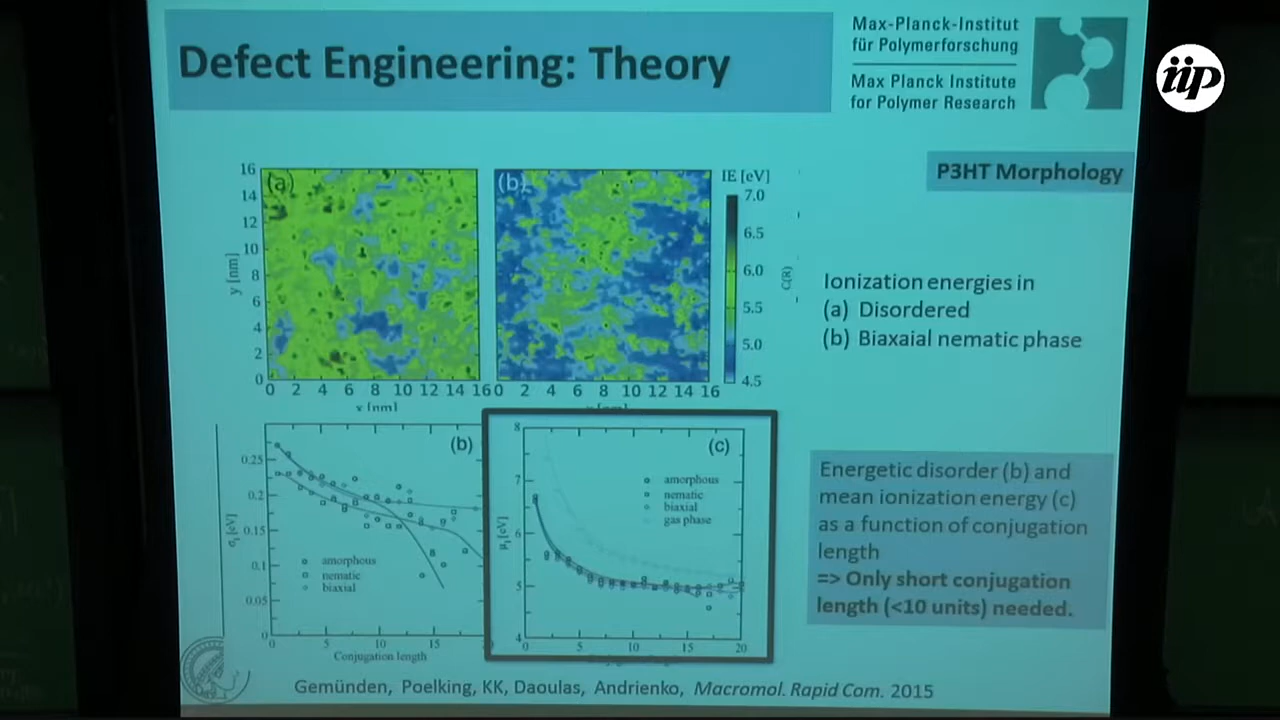 Defect Engineering: Theory
Max-Planck-Institut
für Polymerforschung
Max Planck Institute
for Polymer Research
iip
P3HT Morphology
(a)
(b)
IE [eV]
7.0
6.5
6.0
5.5
5.0
4.5
C(R)
y [nm]
16
14
12
10
8
6
4
2
0
0 2 4 6 8 10 12 14 16
0 2 4 6 8 10 12 14 16
x [nm]
Ionization energies in
(a) Disordered
(b) Biaxaial nematic phase
(b)
σ [eV]
0.25
0.2
0.15
0.1
0.05
0
amorphous
nematic
biaxial
0 5 10 15
Conjugation length
(c)
[eV]
8
7
6
5
4
amorphous
nematic
biaxial
gas phase
0 5 10 15 20
Energetic disorder (b) and
mean ionization energy (c)
as a function of conjugation
length
=> Only short conjugation
length (<10 units) needed.
Gemünden, Poelking, KK, Daoulas, Andrienko, Macromol. Rapid Com. 2015